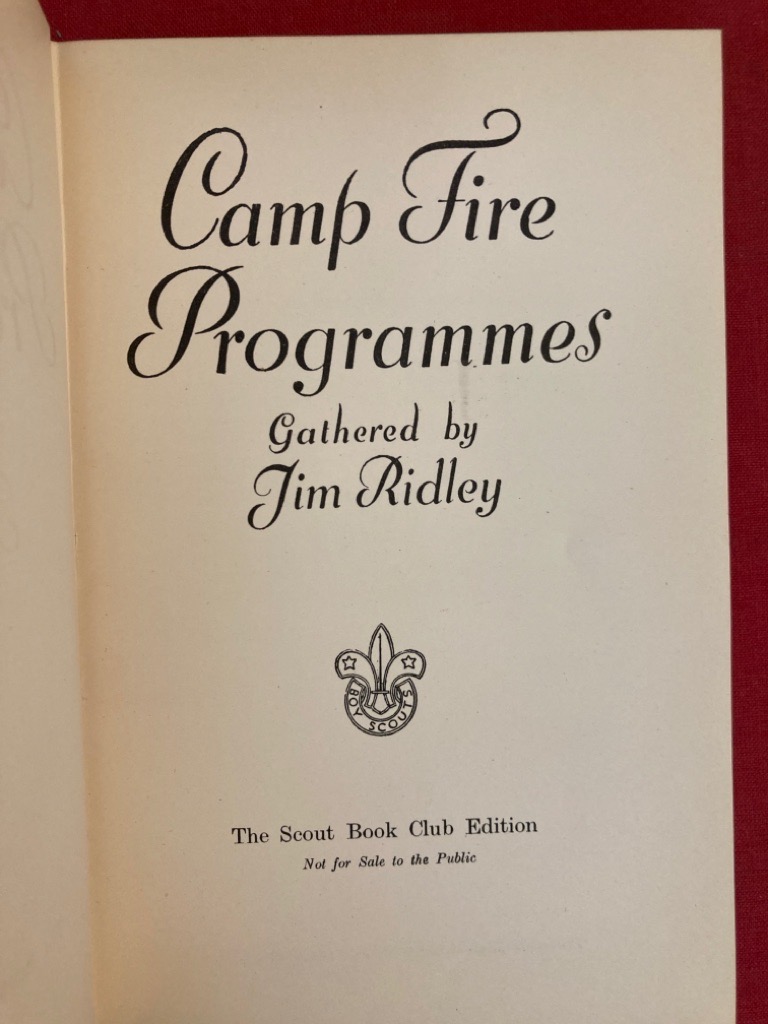 Camp Fire
Programmes
Gathered by
Jim Ridley
BOY SCOUTS
The Scout Book Club Edition
Not for Sale to the Public